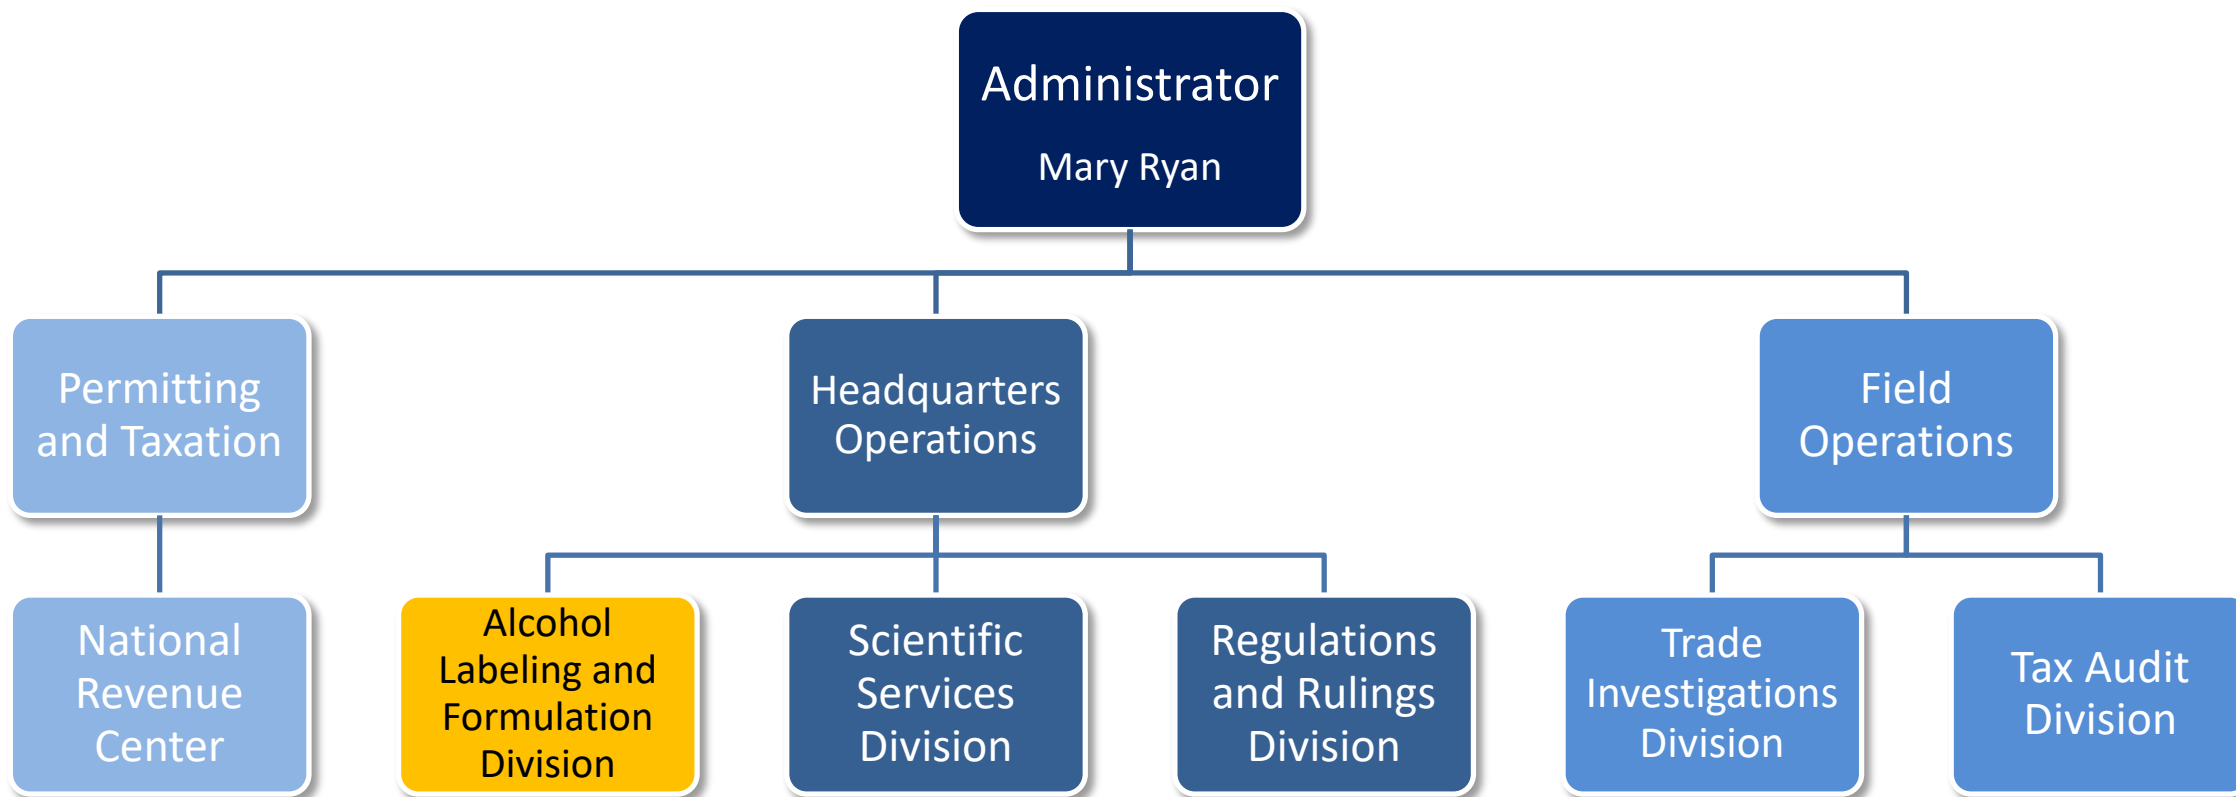 Administrator
Mary Ryan
Permitting
and Taxation
Headquarters
Operations
Field
Operations
National
Revenue
Center
Alcohol
Labeling and
Formulation
Division
Scientific
Services
Division
Regulations
and Rulings
Division
Trade
Investigations
Division
Tax Audit
Division